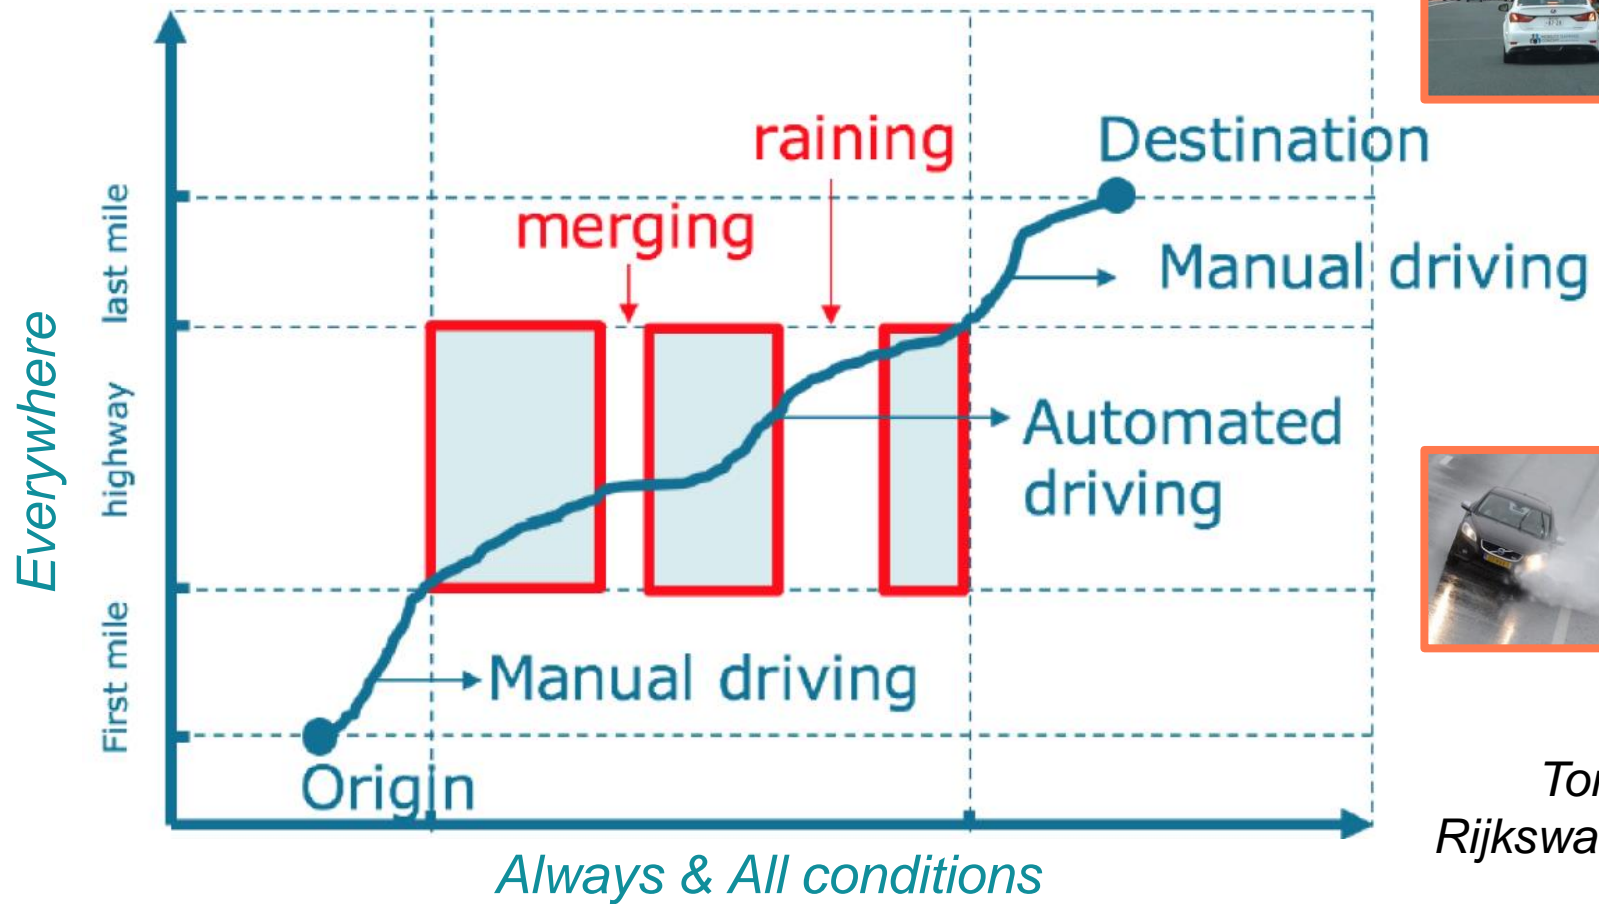 raining
Destination
merging
Manual driving
Automated
driving
Manual driving
Origin
last mile
highway
First mile
Everywhere
Always & All conditions